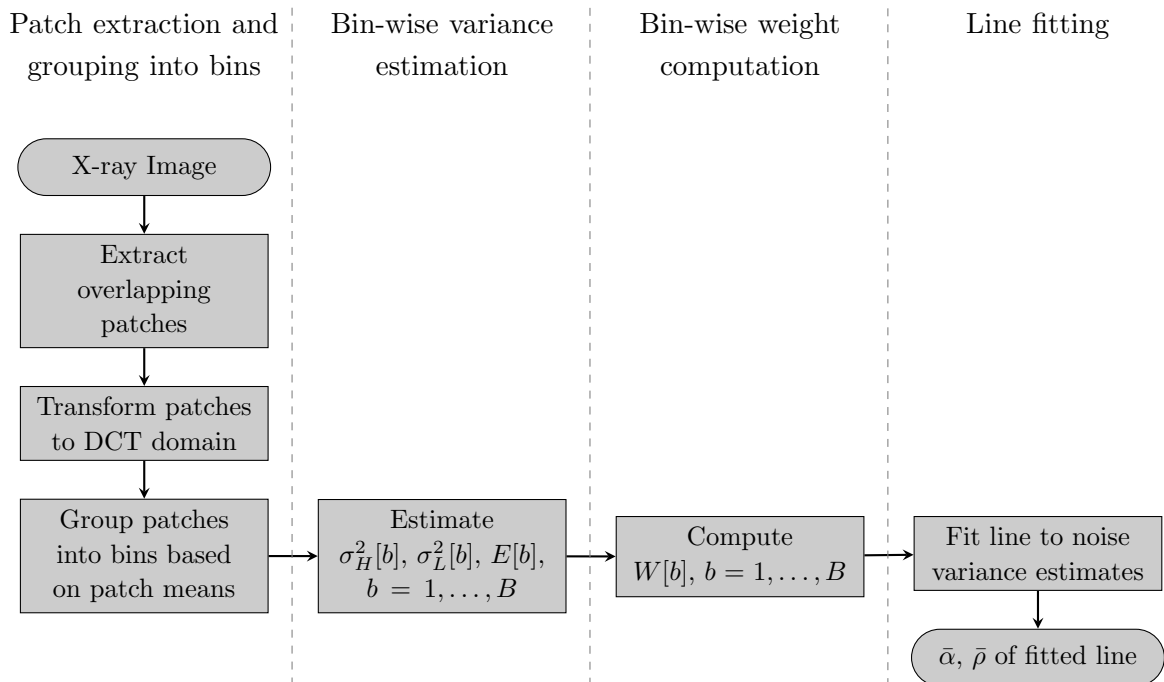 Patch extraction and
grouping into bins
Bin-wise variance
estimation
Bin-wise weight
computation
Line fitting
X-ray Image
Extract
overlapping
patches
Transform patches
to DCT domain
Group patches
into bins based
on patch means
Estimate
σ²_H[b], σ²_L[b], E[b],
b = 1, . . . , B
Compute
W[b], b = 1, . . . , B
Fit line to noise
variance estimates
ᾱ, ρ̄ of fitted line